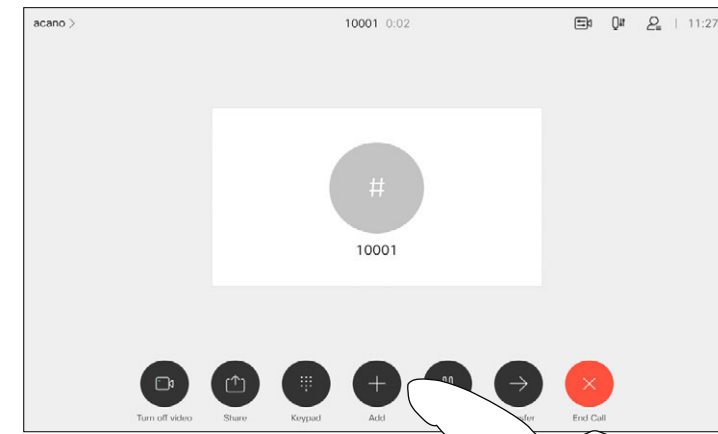 acano >
10001 0:02
11:27
#
10001
Turn off video
Share
Keypad
Add
End Call